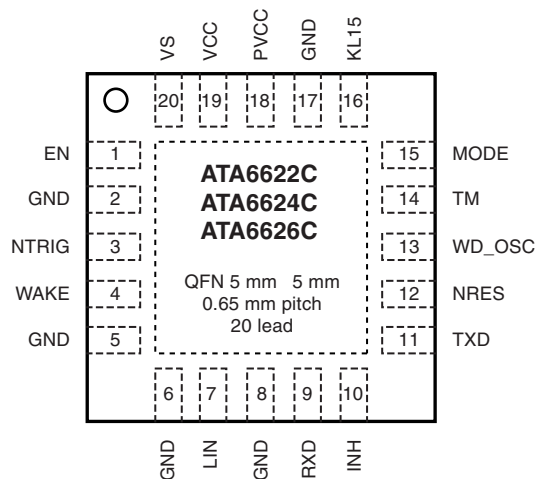 VS VCC PVCC GND KL15
20 19 18 17 16
EN 1
GND 2
NTRIG 3
WAKE 4
GND 5
ATA6622C
ATA6624C
ATA6626C
QFN 5 mm 5 mm
0.65 mm pitch
20 lead
15 MODE
14 TM
13 WD_OSC
12 NRES
11 TXD
6 7 8 9 10
GND LIN GND RXD INH